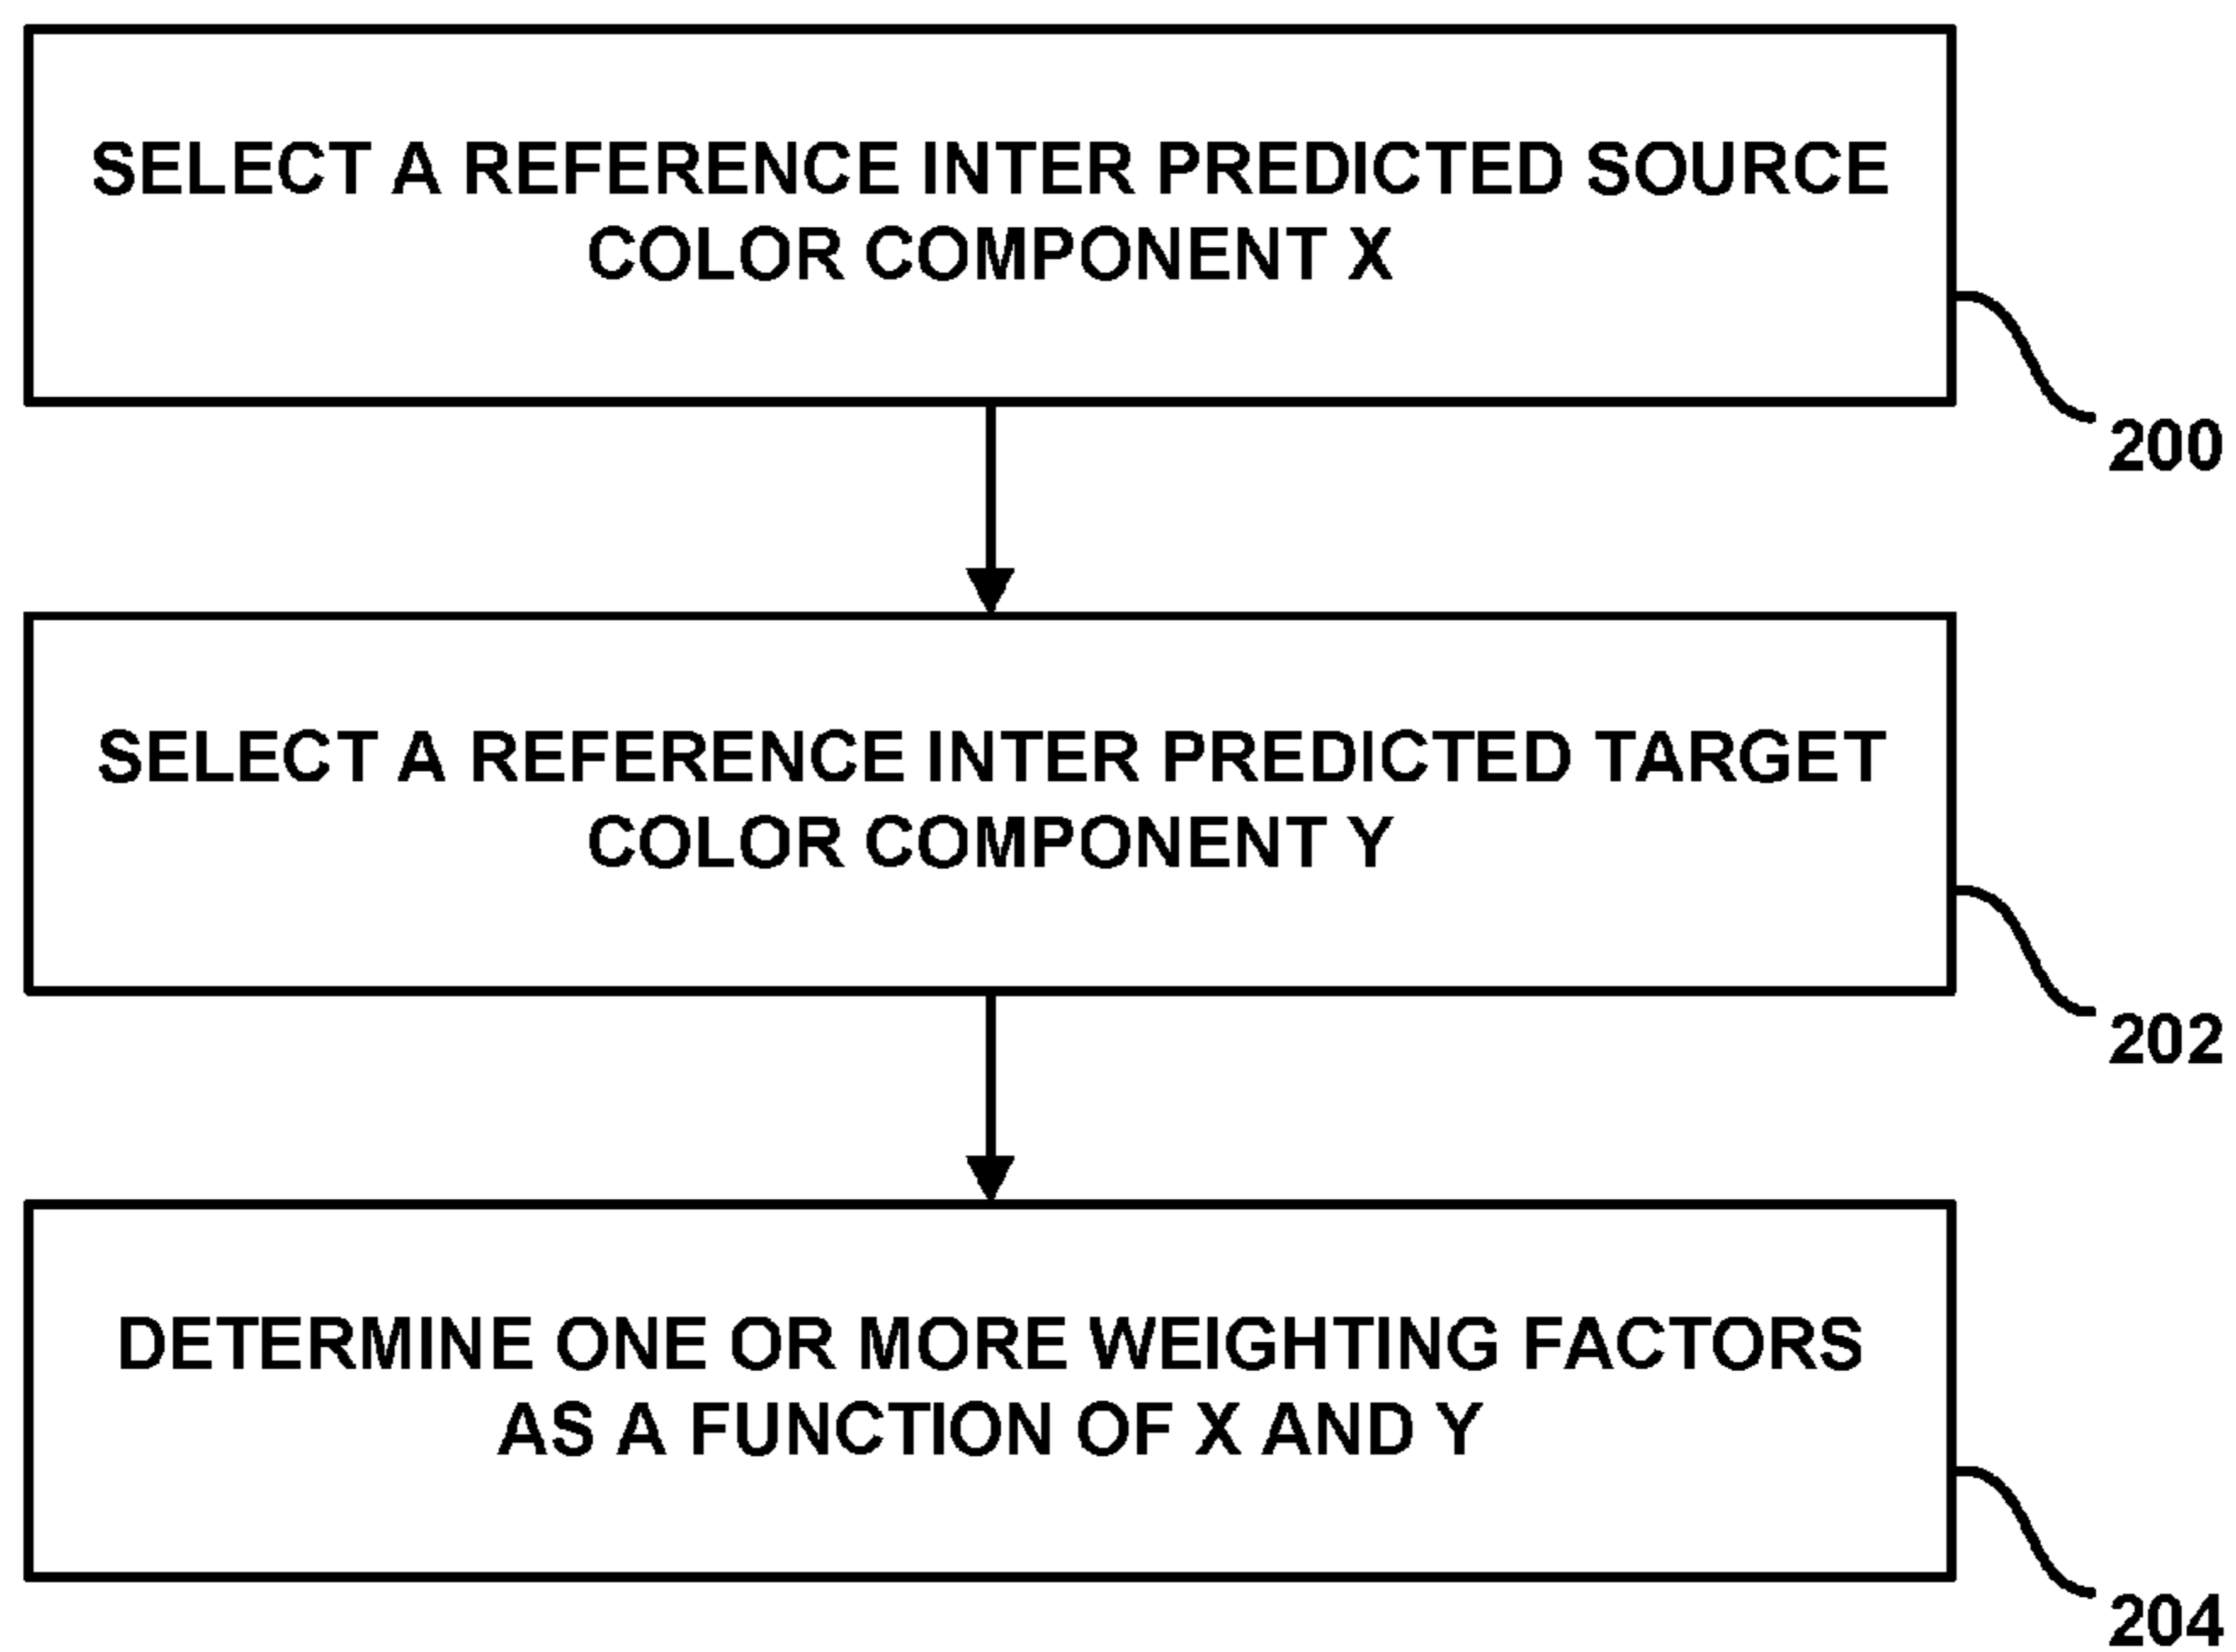 SELECT A REFERENCE INTER PREDICTED SOURCE
COLOR COMPONENT X
200
SELECT A REFERENCE INTER PREDICTED TARGET
COLOR COMPONENT Y
202
DETERMINE ONE OR MORE WEIGHTING FACTORS
AS A FUNCTION OF X AND Y
204